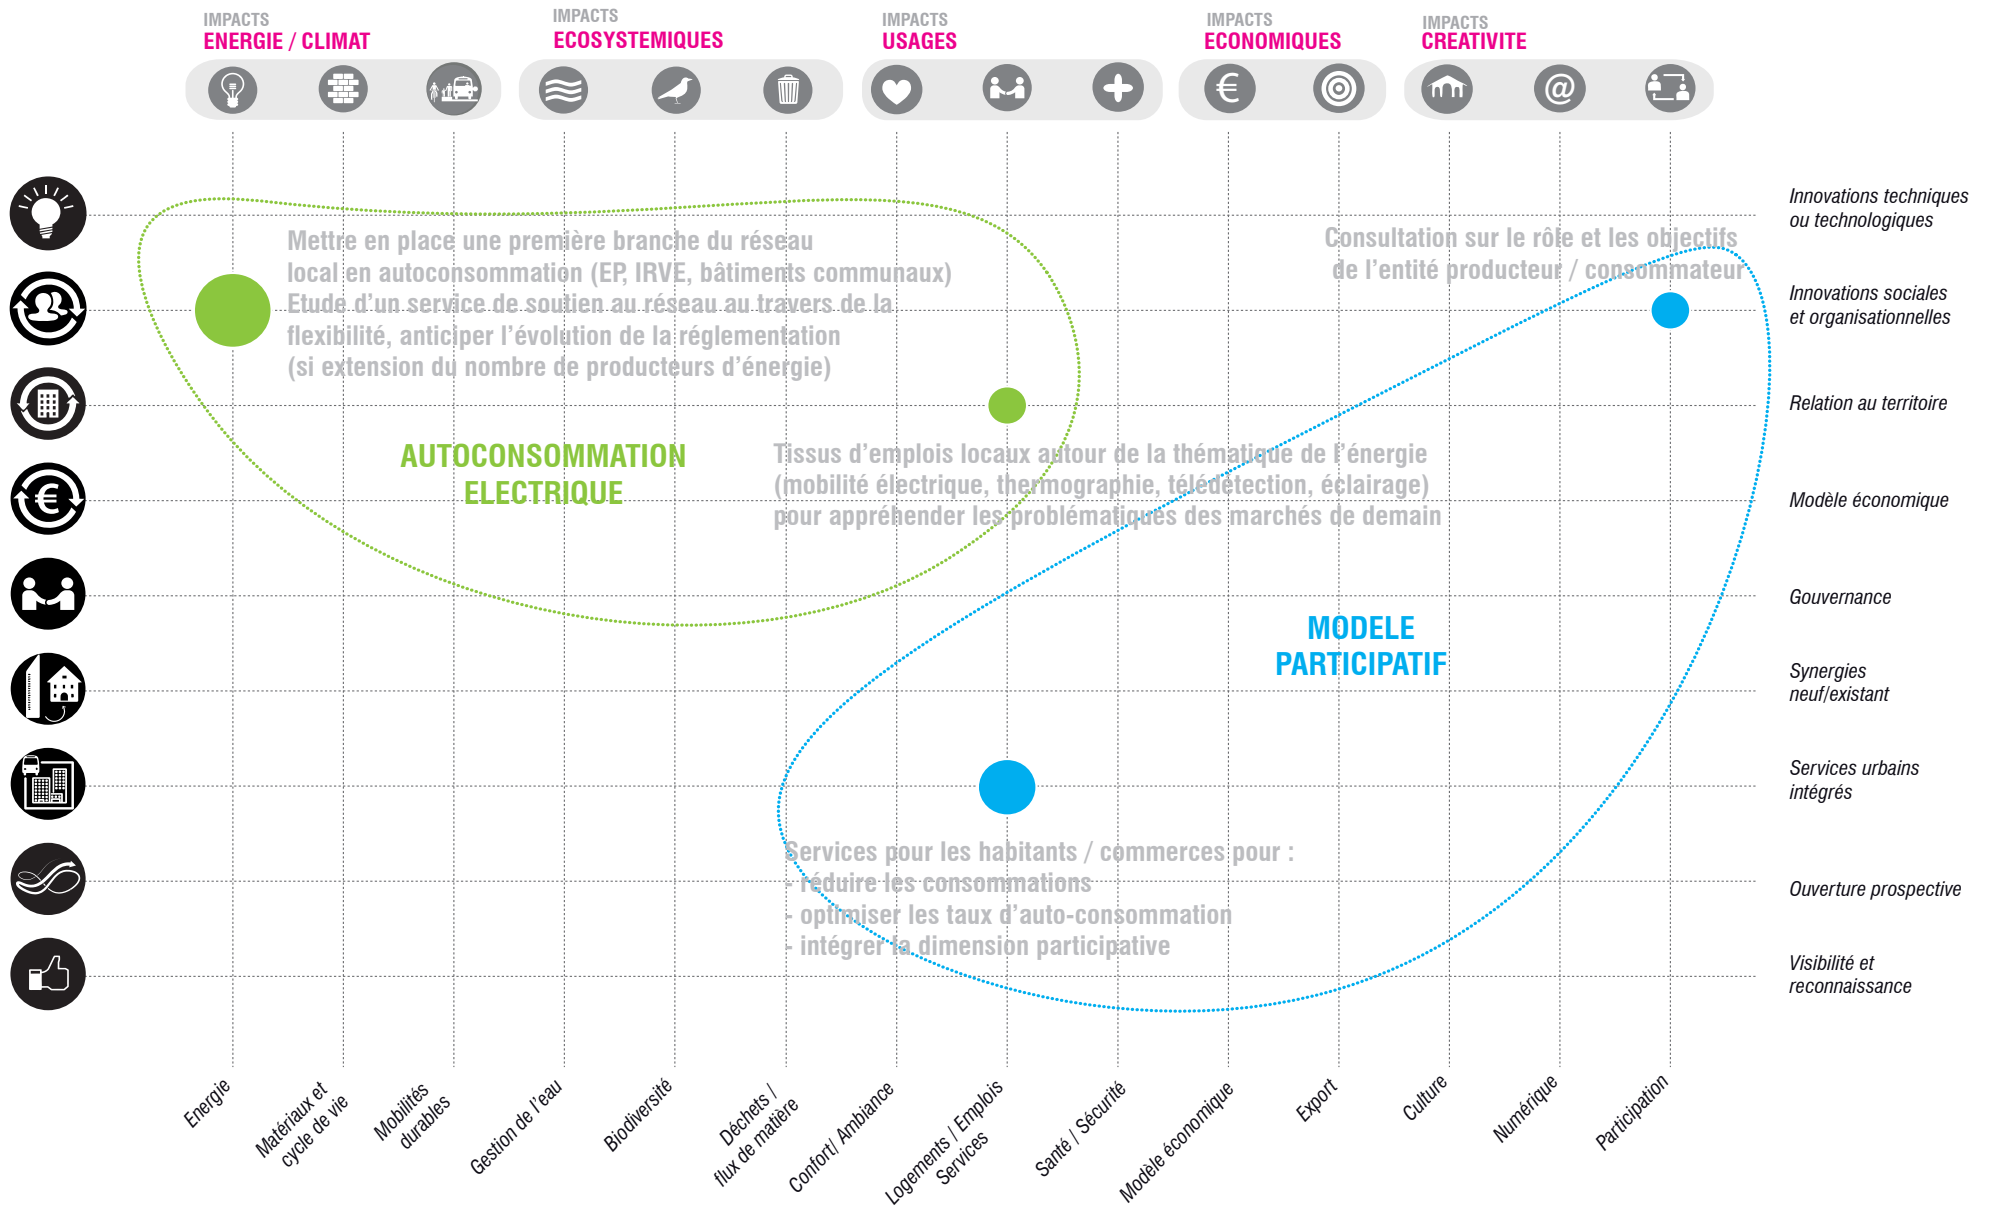 IMPACTS
ENERGIE / CLIMAT
IMPACTS
ECOSYSTEMIQUES
IMPACTS
USAGES
IMPACTS
ECONOMIQUES
IMPACTS
CREATIVITE
€
@
Innovations techniques
ou technologiques
Mettre en place une première branche du réseau
local en autoconsommation (EP, IRVE, bâtiments communaux)
Etude d'un service de soutien au réseau au travers de la
flexibilité, anticiper l'évolution de la réglementation
(si extension du nombre de producteurs d'énergie)
Consultation sur le rôle et les objectifs
de l'entité producteur / consommateur
Innovations sociales
et organisationnelles
Relation au territoire
AUTOCONSOMMATION
ELECTRIQUE
Tissus d'emplois locaux autour de la thématique de l'énergie
(mobilité électrique, thermographie, télédétection, éclairage)
pour appréhender les problématiques des marchés de demain
€
Modèle économique
Gouvernance
MODELE
PARTICIPATIF
Synergies
neuf/existant
Services urbains
intégrés
Services pour les habitants / commerces pour :
- réduire les consommations
- optimiser les taux d'auto-consommation
- intégrer la dimension participative
Ouverture prospective
Visibilité et
reconnaissance
Energie
Matériaux et
cycle de vie
Mobilités
durables
Gestion de l'eau
Biodiversité
Déchets /
flux de matière
Confort/ Ambiance
Logements / Emplois
Services
Santé / Sécurité
Modèle économique
Export
Culture
Numérique
Participation